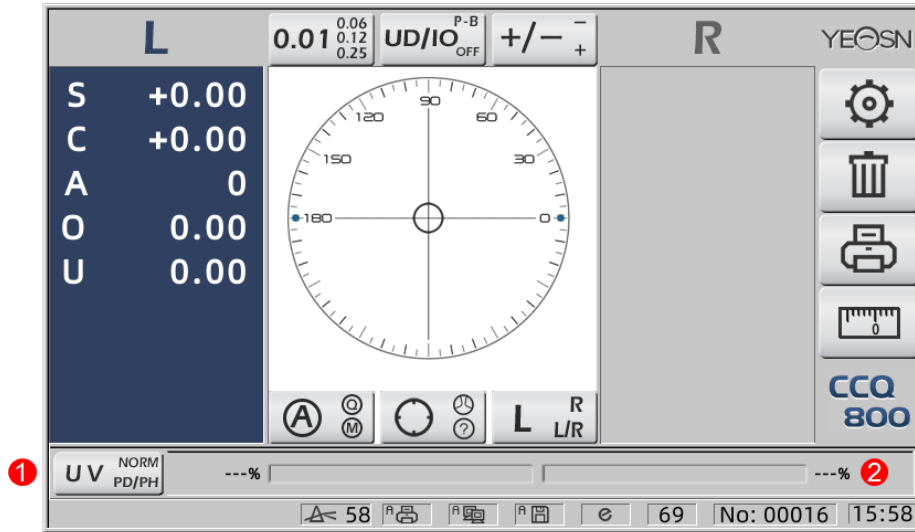 L
0.01 0.06 0.12 0.25
UD/IO P-B OFF
+/− − +
R
YEOSN
S +0.00
C +0.00
A 0
O 0.00
U 0.00
90
120 60
150 30
180 0
0
A Q M
?
L R L/R
CCQ
800
1
UV NORM PD/PH
---%
---%
2
58
A
A
A
e
69
No: 00016
15:58